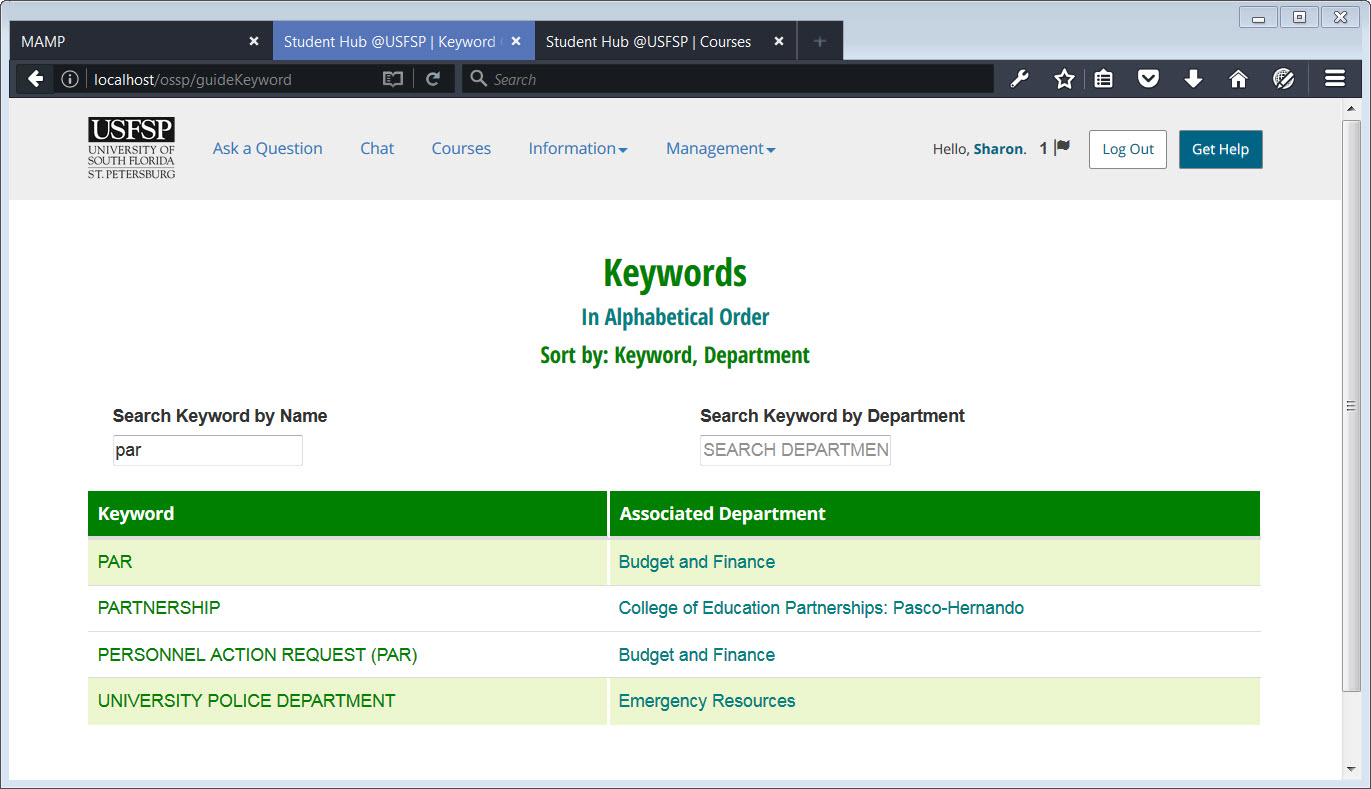 MAMP
Student Hub @USFSP | Keyword
Student Hub @USFSP | Courses
localhost/ossp/guideKeyword
Search
USFSP
UNIVERSITY OF
SOUTH FLORIDA
ST. PETERSBURG
Ask a Question Chat Courses Information Management
Hello, Sharon. 1 Log Out Get Help
Keywords
In Alphabetical Order
Sort by: Keyword, Department
Search Keyword by Name Search Keyword by Department
par SEARCH DEPARTMEN
Keyword Associated Department
PAR Budget and Finance
PARTNERSHIP College of Education Partnerships: Pasco-Hernando
PERSONNEL ACTION REQUEST (PAR) Budget and Finance
UNIVERSITY POLICE DEPARTMENT Emergency Resources